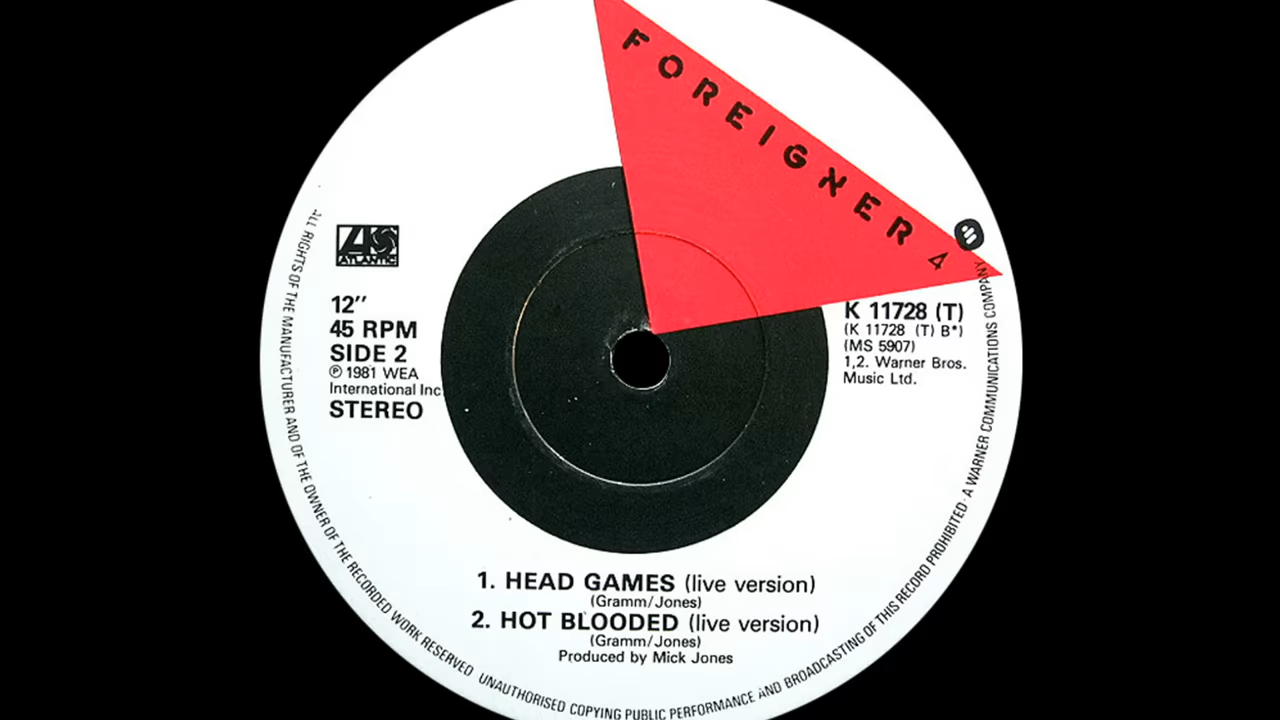 FOREIGNER 4
ATLANTIC
12″
45 RPM
SIDE 2
℗ 1981 WEA
International Inc
STEREO
K 11728 (T)
(K 11728 (T) B*)
(MS 5907)
1,2. Warner Bros.
Music Ltd.
1. HEAD GAMES (live version)
(Gramm/Jones)
2. HOT BLOODED (live version)
(Gramm/Jones)
Produced by Mick Jones
ALL RIGHTS OF THE MANUFACTURER AND OF THE OWNER OF THE RECORDED WORK RESERVED UNAUTHORISED COPYING PUBLIC PERFORMANCE AND BROADCASTING OF THIS RECORD PROHIBITED · A WARNER COMMUNICATIONS COMPANY